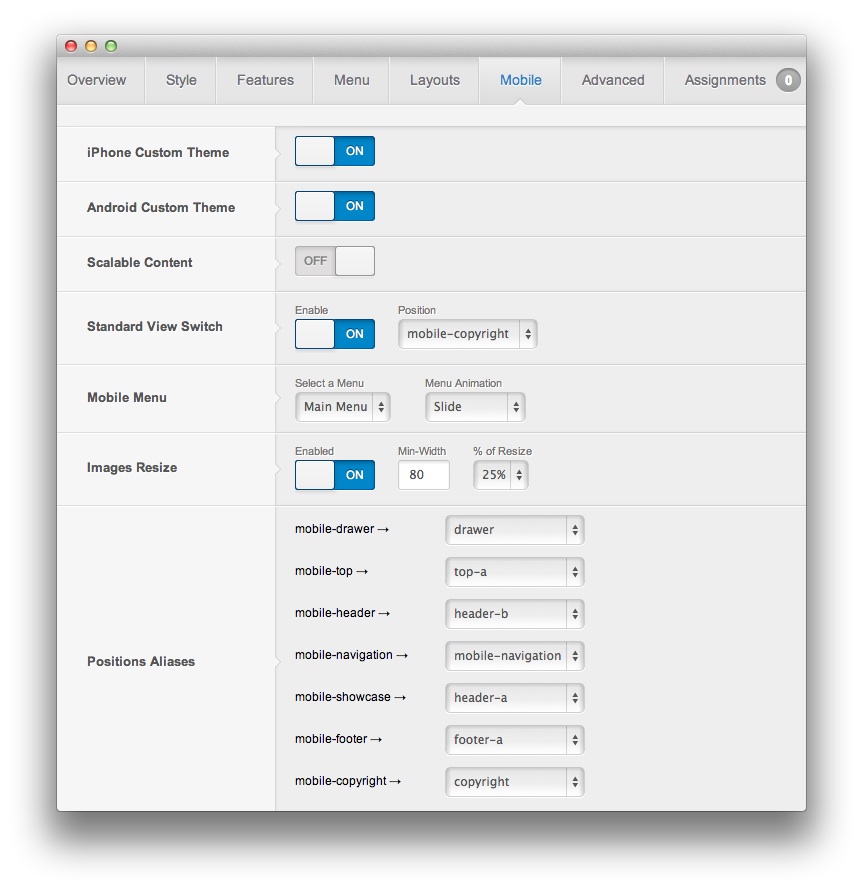 Overview Style Features Menu Layouts Mobile Advanced Assignments 0
iPhone Custom Theme ON
Android Custom Theme ON
Scalable Content OFF
Enable Position
Standard View Switch ON mobile-copyright
Select a Menu Menu Animation
Mobile Menu Main Menu Slide
Enabled Min-Width % of Resize
Images Resize ON 80 25%
mobile-drawer → drawer
mobile-top → top-a
mobile-header → header-b
mobile-navigation → mobile-navigation
Positions Aliases
mobile-showcase → header-a
mobile-footer → footer-a
mobile-copyright → copyright